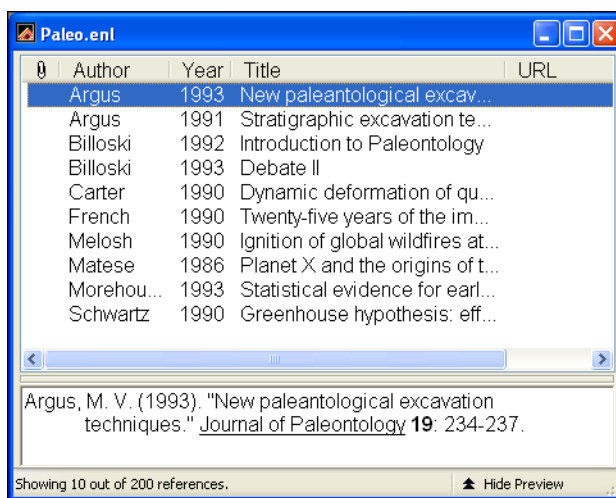 Paleo.enl
Author Year Title URL
Argus 1993 New paleantological excav...
Argus 1991 Stratigraphic excavation te...
Billoski 1992 Introduction to Paleontology
Billoski 1993 Debate II
Carter 1990 Dynamic deformation of qu...
French 1990 Twenty-five years of the im...
Melosh 1990 Ignition of global wildfires at...
Matese 1986 Planet X and the origins of t...
Morehou... 1993 Statistical evidence for earl...
Schwartz 1990 Greenhouse hypothesis: eff...
Argus, M. V. (1993). "New paleantological excavation
techniques." Journal of Paleontology 19: 234-237.
Showing 10 out of 200 references. Hide Preview